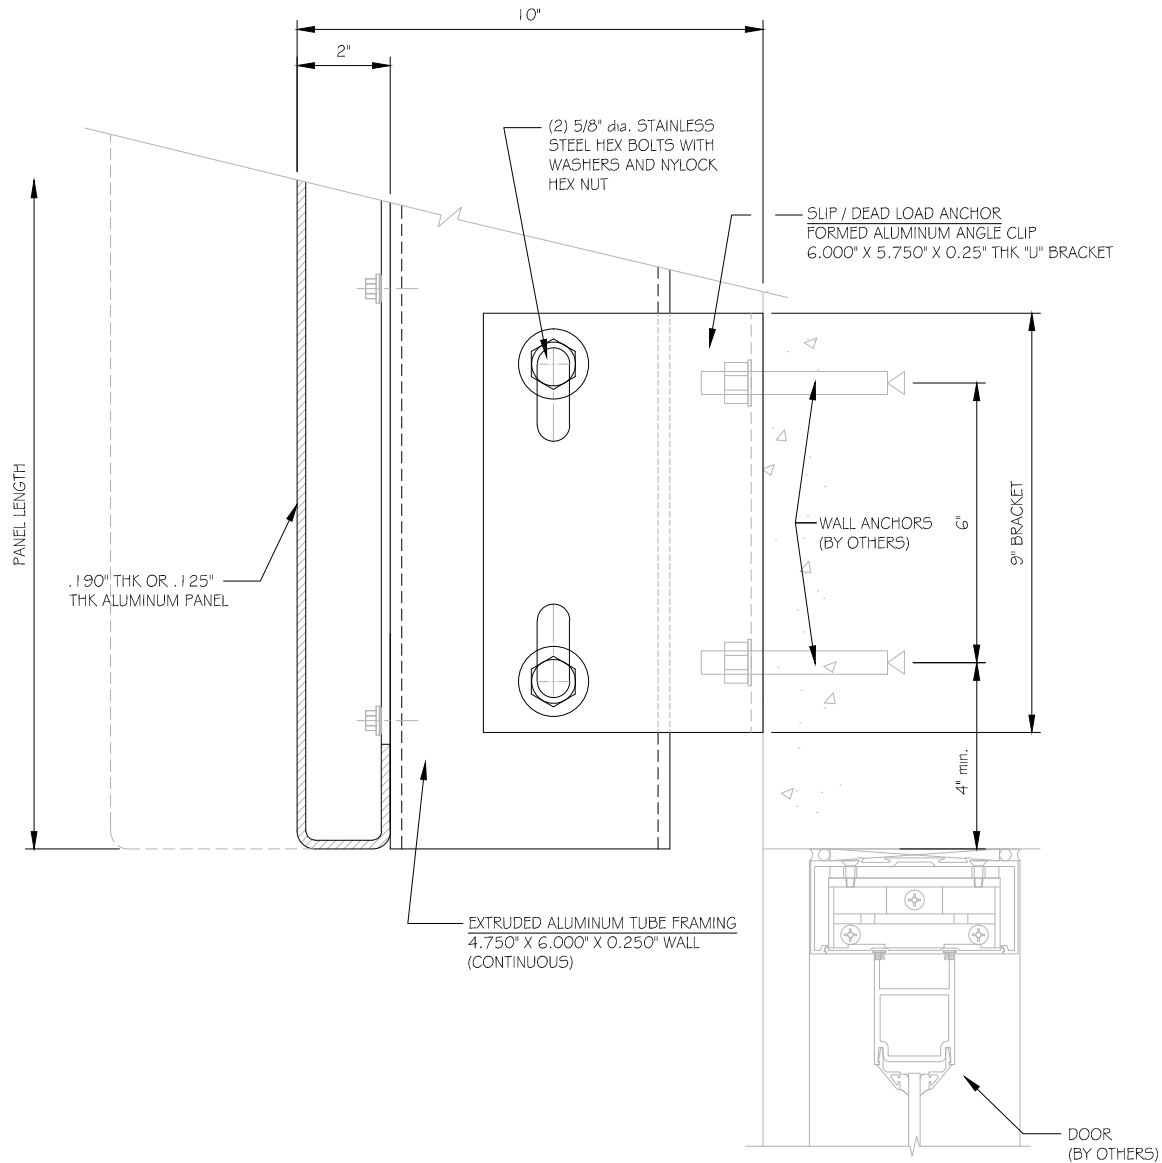 10"
2"
(2) 5/8" dia. STAINLESS
STEEL HEX BOLTS WITH
WASHERS AND NYLOCK
HEX NUT
SLIP / DEAD LOAD ANCHOR
FORMED ALUMINUM ANGLE CLIP
6.000" X 5.750" X 0.25" THK "U" BRACKET
PANEL LENGTH
.190" THK OR .125"
THK ALUMINUM PANEL
WALL ANCHORS
(BY OTHERS)
6"
9" BRACKET
4" min.
EXTRUDED ALUMINUM TUBE FRAMING
4.750" X 6.000" X 0.250" WALL
(CONTINUOUS)
DOOR
(BY OTHERS)